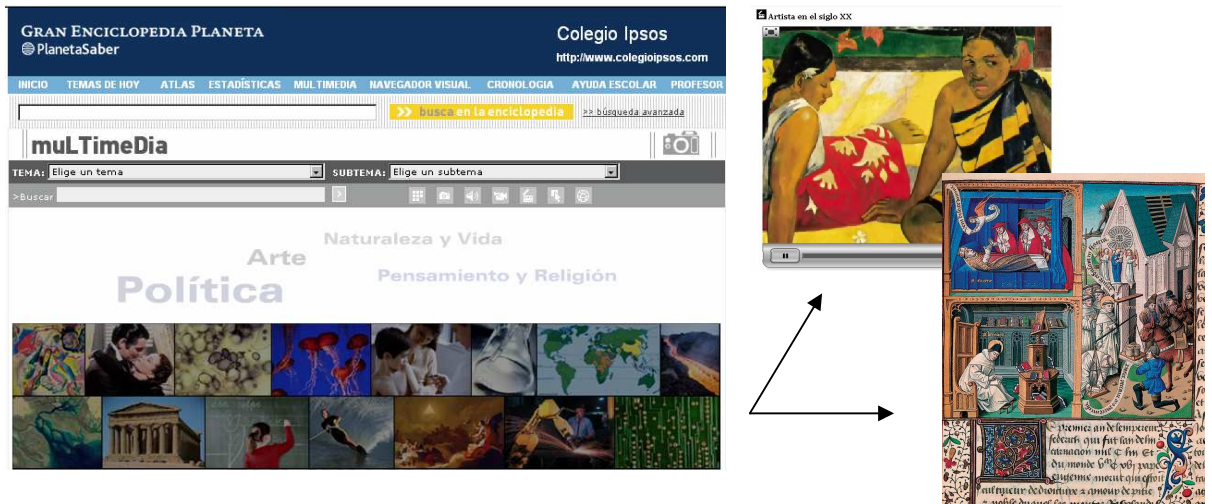 GRAN ENCICLOPEDIA PLANETA
PlanetaSaber
Colegio Ipsos
http://www.colegioipsos.com
INICIO TEMAS DE HOY ATLAS ESTADÍSTICAS MULTIMEDIA NAVEGADOR VISUAL CRONOLOGIA AYUDA ESCOLAR PROFESOR
>> busca en la enciclopedia >> búsqueda avanzada
muLTimeDia
TEMA: Elige un tema SUBTEMA: Elige un subtema
>Buscar
Naturaleza y Vida
Arte
Pensamiento y Religión
Política
Artista en el siglo XX